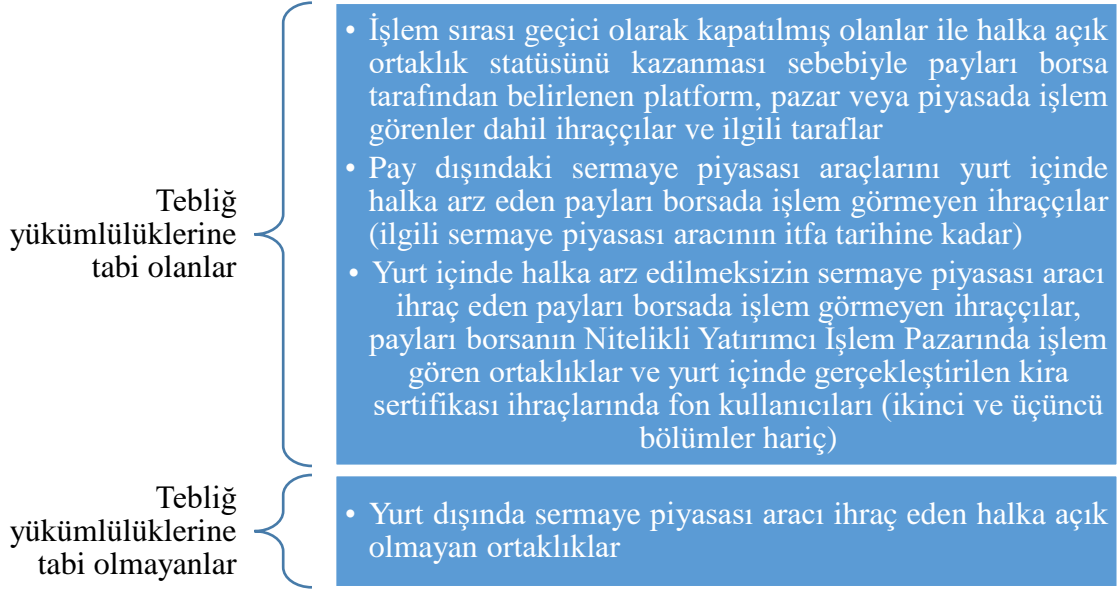 Tebliğ
yükümlülüklerine
tabi olanlar
• İşlem sırası geçici olarak kapatılmış olanlar ile halka açık
ortaklık statüsünü kazanması sebebiyle payları borsa
tarafından belirlenen platform, pazar veya piyasada işlem
görenler dahil ihraççılar ve ilgili taraflar
• Pay dışındaki sermaye piyasası araçlarını yurt içinde
halka arz eden payları borsada işlem görmeyen ihraççılar
(ilgili sermaye piyasası aracının itfa tarihine kadar)
• Yurt içinde halka arz edilmeksizin sermaye piyasası aracı
ihraç eden payları borsada işlem görmeyen ihraççılar,
payları borsanın Nitelikli Yatırımcı İşlem Pazarında işlem
gören ortaklıklar ve yurt içinde gerçekleştirilen kira
sertifikası ihraçlarında fon kullanıcıları (ikinci ve üçüncü
bölümler hariç)
Tebliğ
yükümlülüklerine
tabi olmayanlar
• Yurt dışında sermaye piyasası aracı ihraç eden halka açık
olmayan ortaklıklar